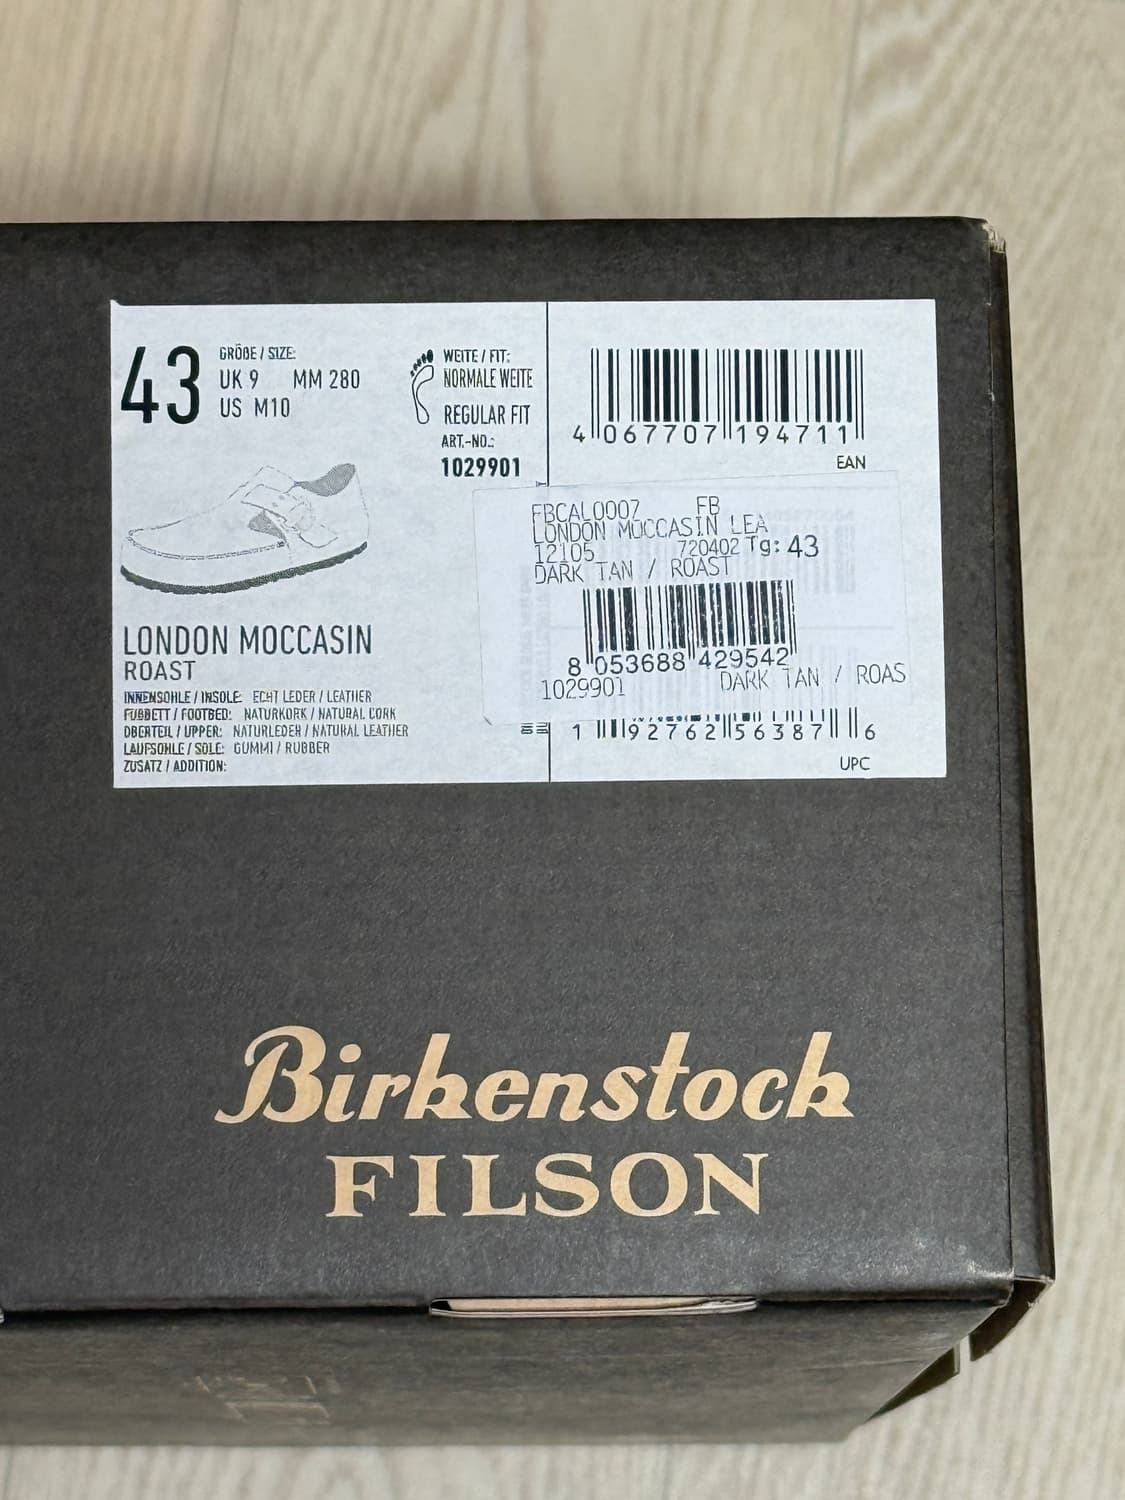 43
GRÖßE / SIZE:
UK 9 MM 280
US M10
WEITE / FIT:
NORMALE WEITE
REGULAR FIT
ART.-NO.:
1029901
LONDON MOCCASIN
ROAST
INNENSOHLE / INSOLE: ECHT LEDER / LEATHER
FUßBETT / FOOTBED: NATURKORK / NATURAL CORK
OBERTEIL / UPPER: NATURLEDER / NATURAL LEATHER
LAUFSOHLE / SOLE: GUMMI / RUBBER
ZUSATZ / ADDITION:
4 067707 194711
EAN
FBCAL0007 FB
LONDON MOCCASIN LEA
12105 720402 Tg: 43
DARK TAN / ROAST
8 053688 429542
1029901 DARK TAN / ROAS
1 92762 56387 6
UPC
Birkenstock
FILSON